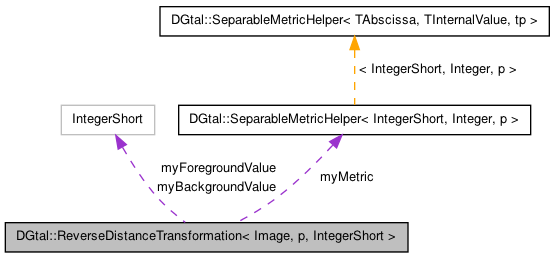 DGtal::SeparableMetricHelper< TAbscissa, TInternalValue, tp >
< IntegerShort, Integer, p >
IntegerShort
DGtal::SeparableMetricHelper< IntegerShort, Integer, p >
myForegroundValue
myBackgroundValue
myMetric
DGtal::ReverseDistanceTransformation< Image, p, IntegerShort >